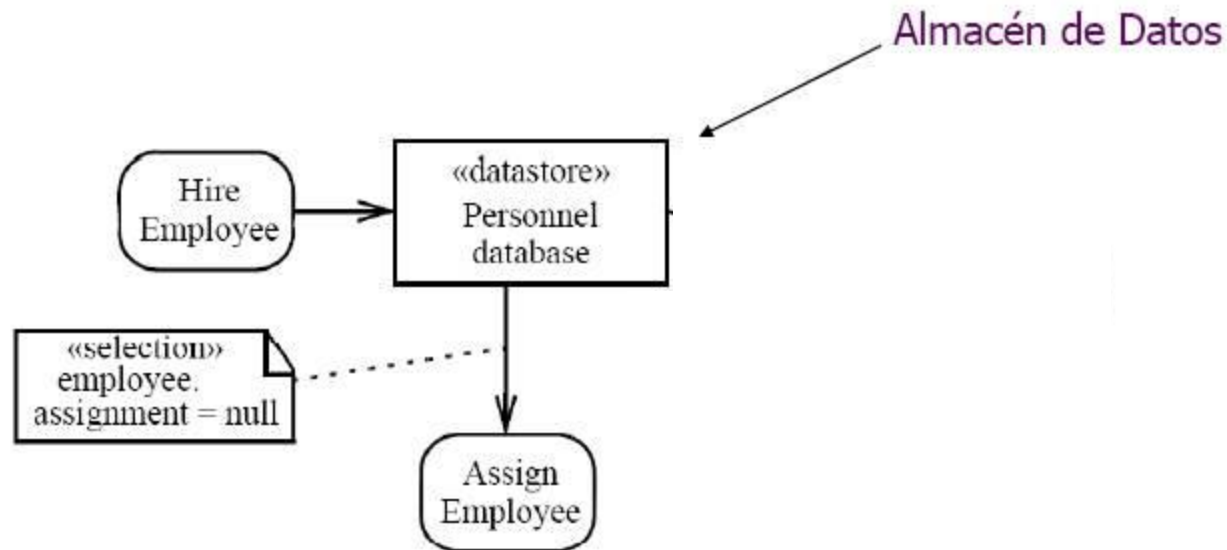 Almacén de Datos
Hire
Employee
«datastore»
Personnel
database
«selection»
employee.
assignment = null
Assign
Employee